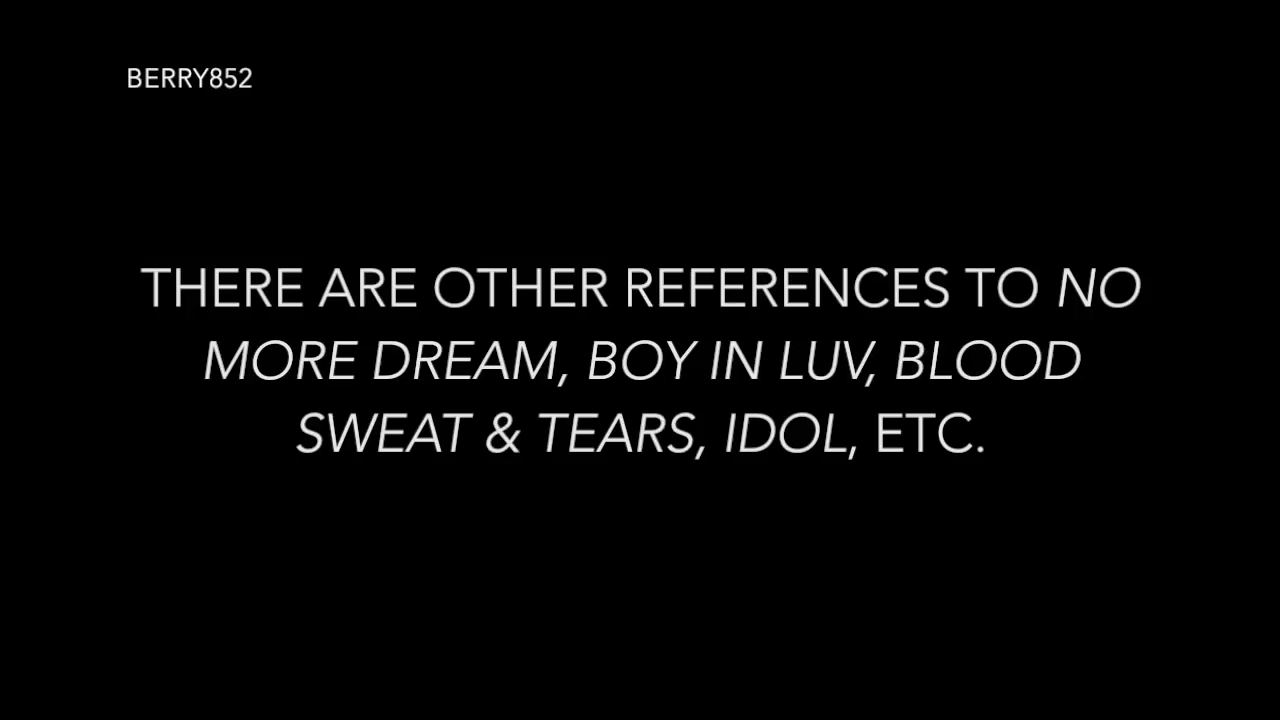 BERRY852
THERE ARE OTHER REFERENCES TO NO
MORE DREAM, BOY IN LUV, BLOOD
SWEAT & TEARS, IDOL, ETC.